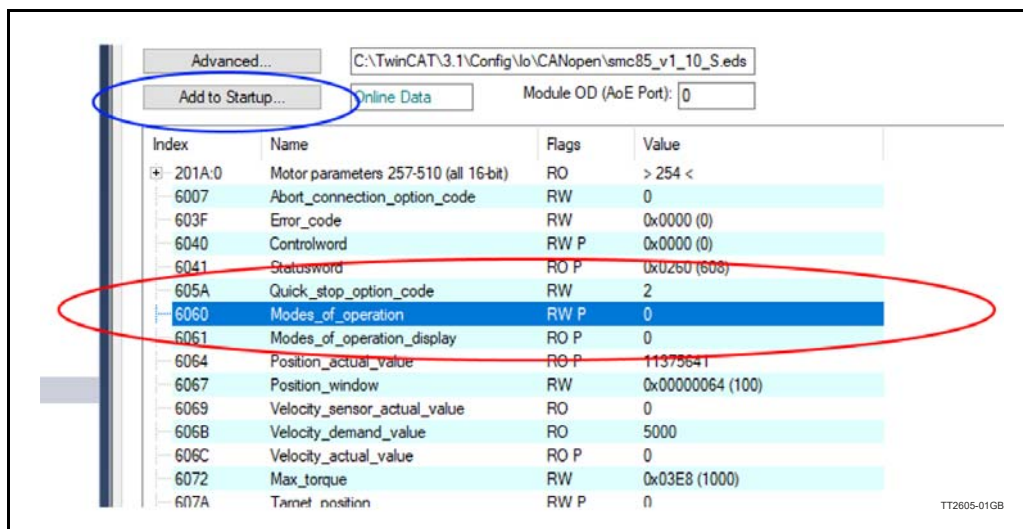 Advanced... C:\TwinCAT\3.1\Config\Io\CANopen\smc85_v1_10_S.eds
Add to Startup... Online Data Module OD (AoE Port): 0
Index Name Flags Value
201A:0 Motor parameters 257-510 (all 16-bit) RO > 254 <
6007 Abort_connection_option_code RW 0
603F Error_code RW 0x0000 (0)
6040 Controlword RW P 0x0000 (0)
6041 Statusword RO P 0x0260 (608)
605A Quick_stop_option_code RW 2
6060 Modes_of_operation RW P 0
6061 Modes_of_operation_display RO P 0
6064 Position_actual_value RO P 11375641
6067 Position_window RW 0x00000064 (100)
6069 Velocity_sensor_actual_value RO 0
606B Velocity_demand_value RO 5000
606C Velocity_actual_value RO P 0
6072 Max_torque RW 0x03E8 (1000)
607A Target_position RW P 0
TT2605-01GB